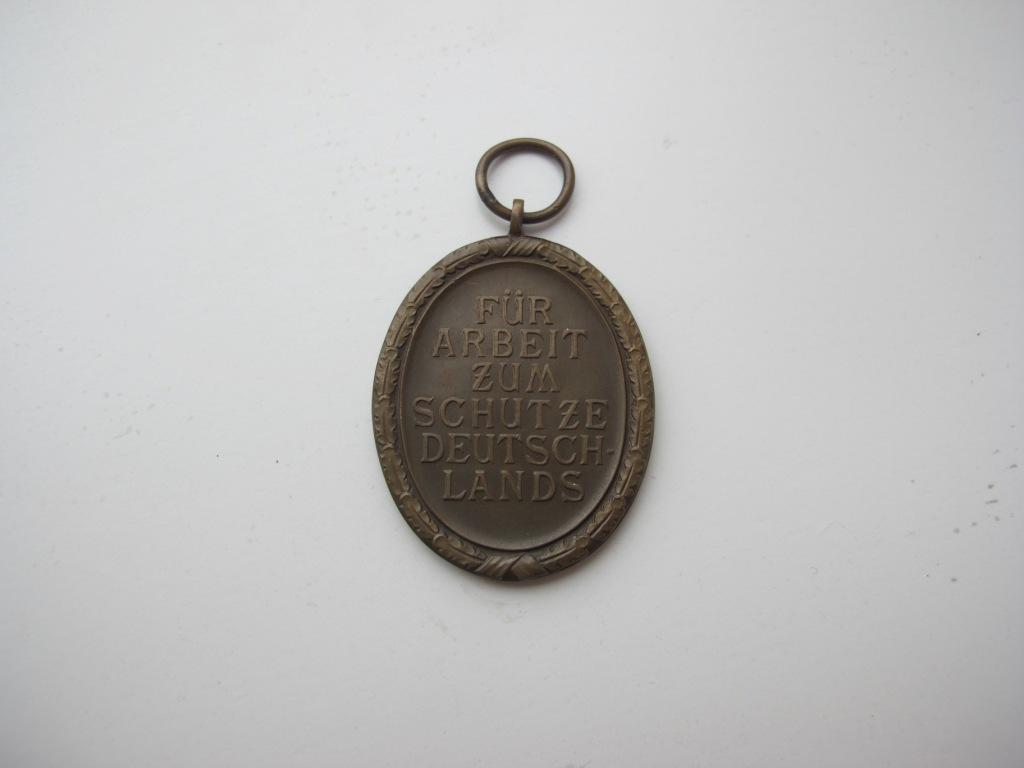 FÜR
ARBEIT
ZUM
SCHUTZE
DEUTSCH-
LANDS